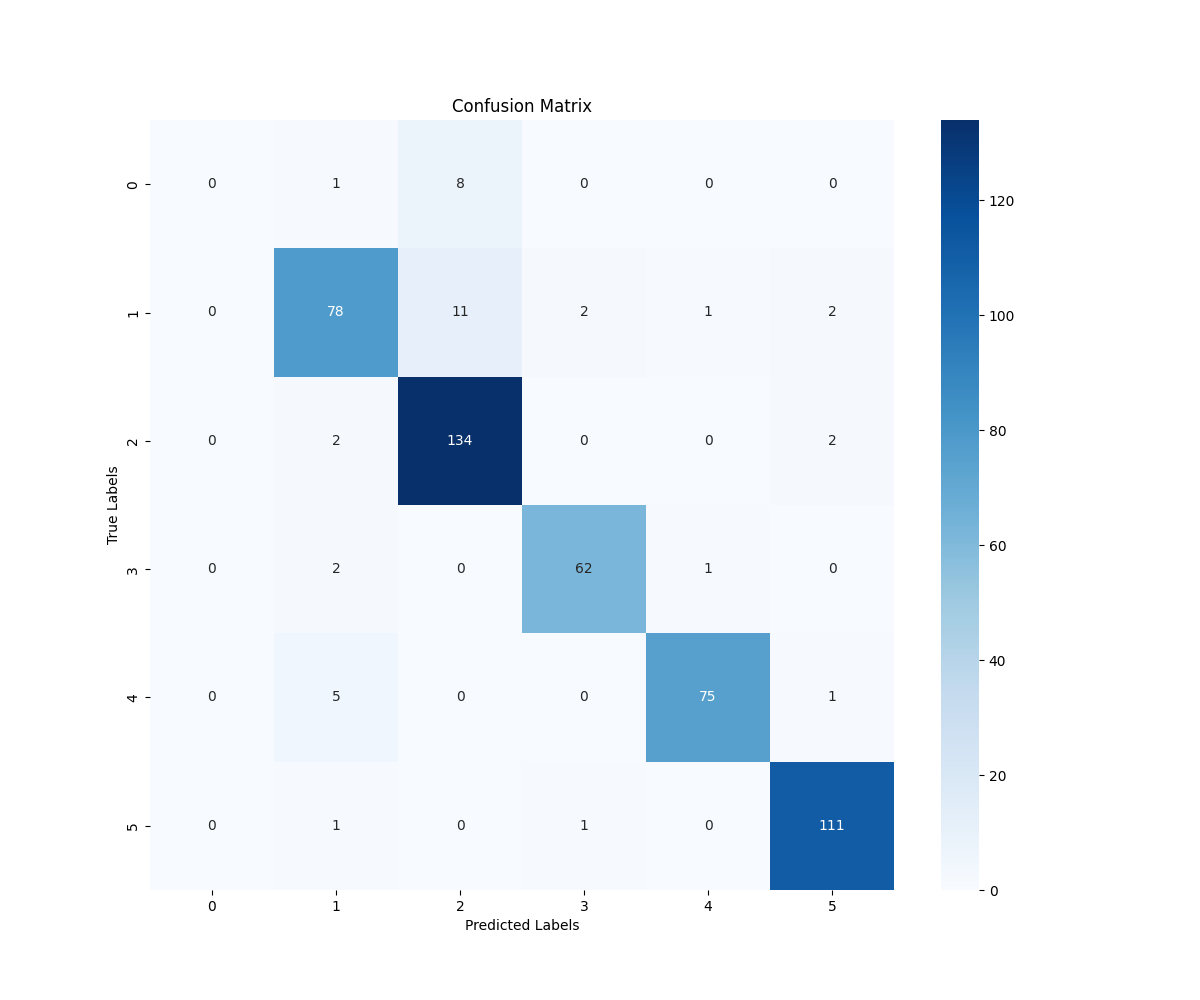 Confusion Matrix
0 0 1 8 0 0 0
1 0 78 11 2 1 2
2 0 2 134 0 0 2
3 0 2 0 62 1 0
4 0 5 0 0 75 1
5 0 1 0 1 0 111
0 1 2 3 4 5
True Labels
Predicted Labels
120
100
80
60
40
20
0